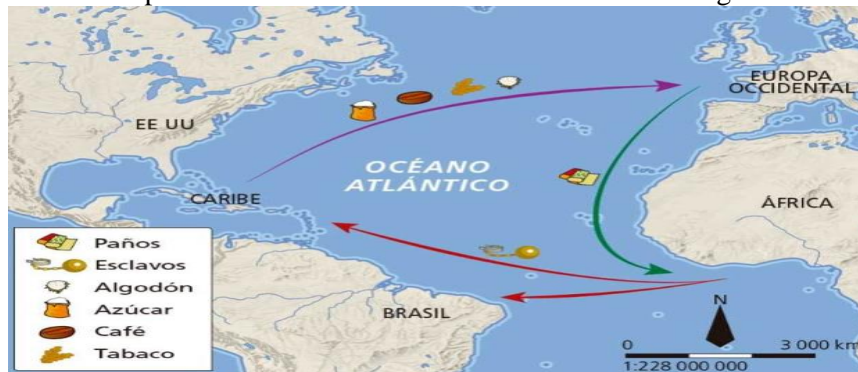 EUROPA
OCCIDENTAL
EE UU
OCÉANO
ATLÁNTICO
CARIBE
ÁFRICA
BRASIL
Paños
Esclavos
Algodón
Azúcar
Café
Tabaco
N
0 3 000 km
1:228 000 000